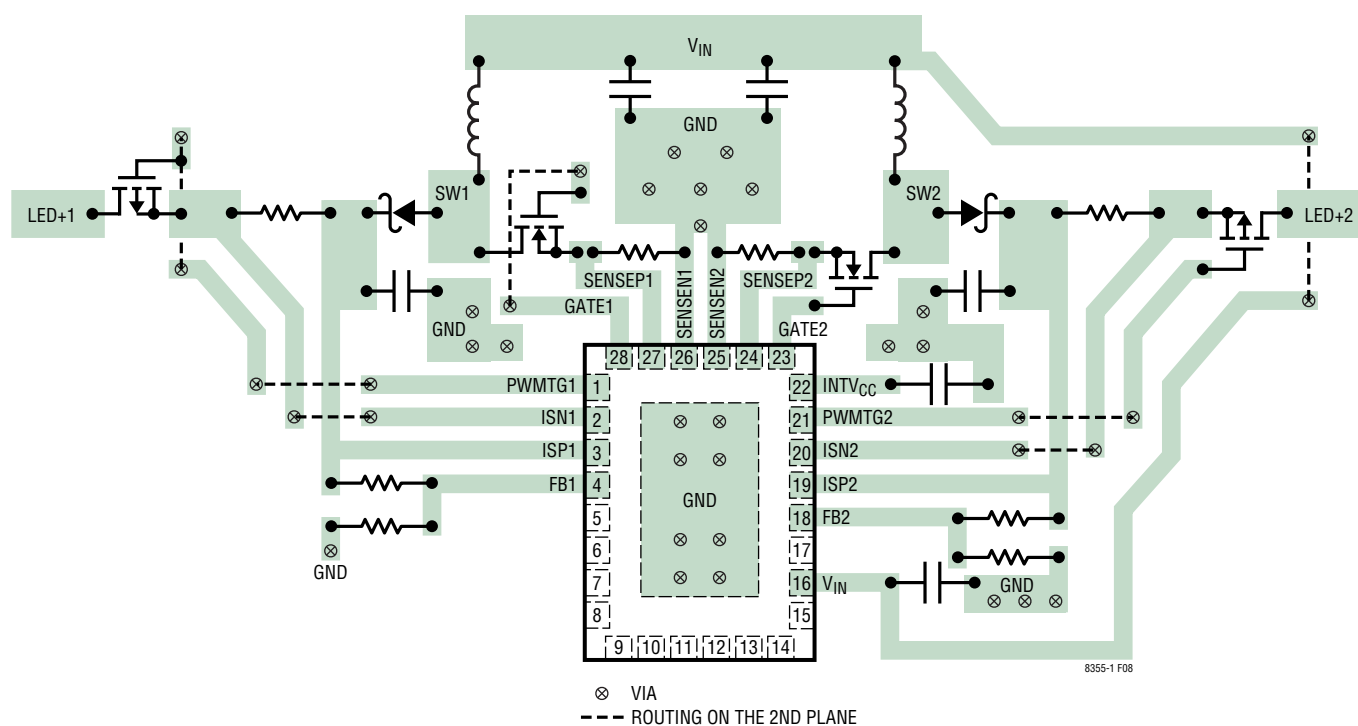 V_IN
GND
LED+1
SW1
SW2
LED+2
SENSEP1
SENSEN1
SENSEN2
SENSEP2
GND
GATE1
GATE2
28 27 26 25 24 23
PWMTG1 1
22 INTV_CC
ISN1 2
21 PWMTG2
ISP1 3
20 ISN2
FB1 4
19 ISP2
GND
5
18 FB2
6
17
GND
7
16 V_IN
GND
8
15
9 10 11 12 13 14
8355-1 F08
VIA
ROUTING ON THE 2ND PLANE